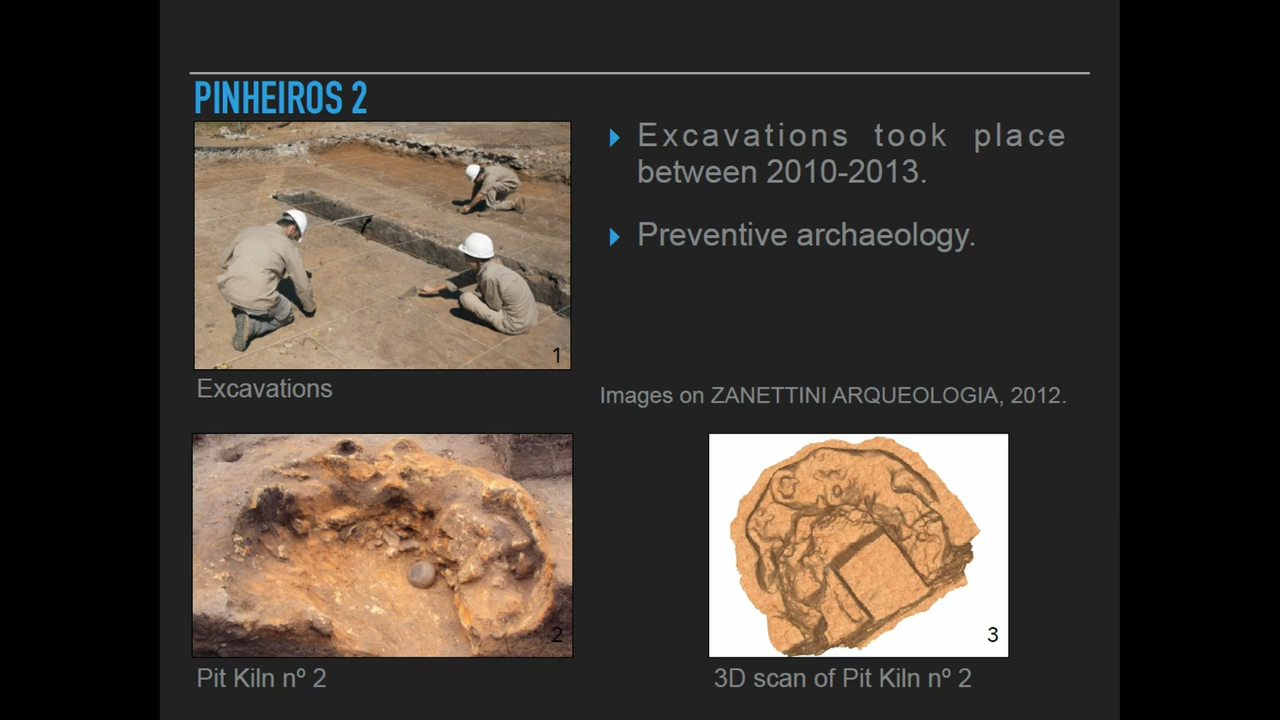 PINHEIROS 2
Excavations took place
between 2010-2013.
Preventive archaeology.
1
Excavations
Images on ZANETTINI ARQUEOLOGIA, 2012.
2
3
Pit Kiln nº 2
3D scan of Pit Kiln nº 2